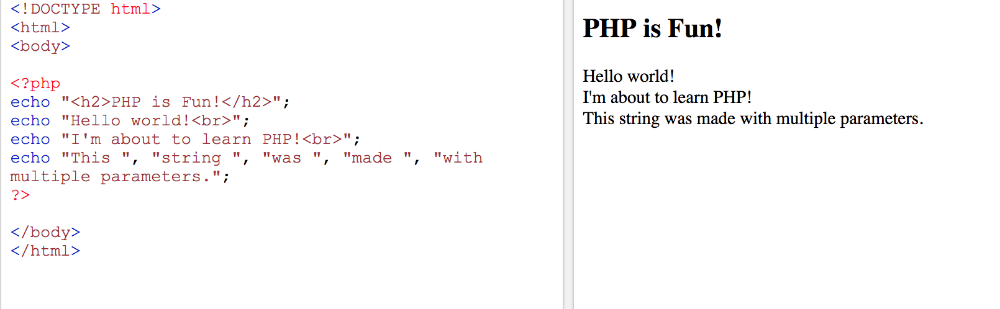 <!DOCTYPE html>
<html>
<body>
<?php
echo "<h2>PHP is Fun!</h2>";
echo "Hello world!<br>";
echo "I'm about to learn PHP!<br>";
echo "This ", "string ", "was ", "made ", "with
multiple parameters.";
?>
</body>
</html>
PHP is Fun!
Hello world!
I'm about to learn PHP!
This string was made with multiple parameters.